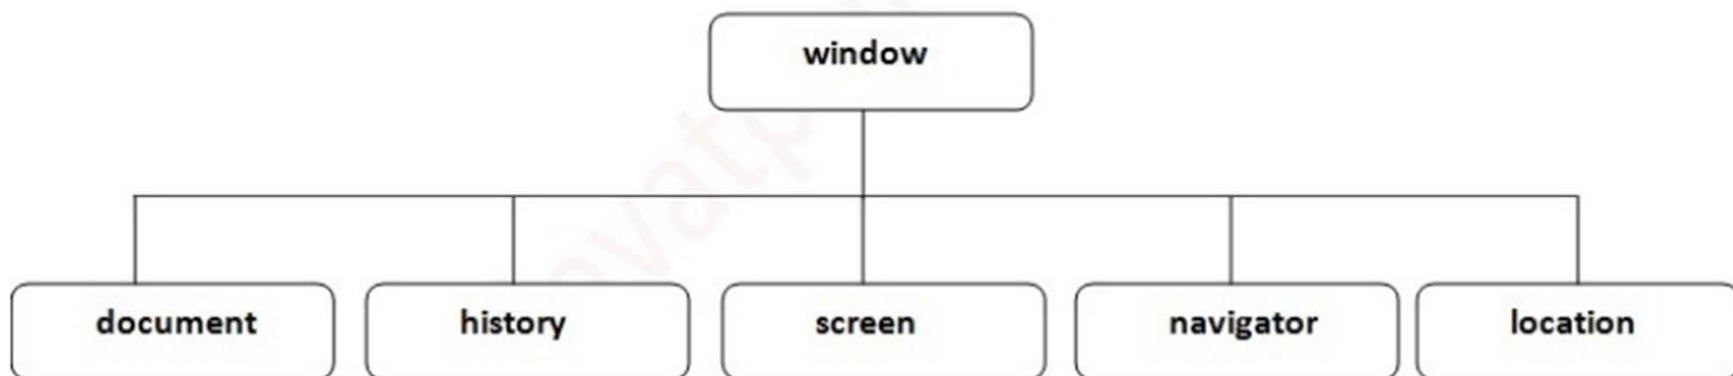 window
document
history
screen
navigator
location